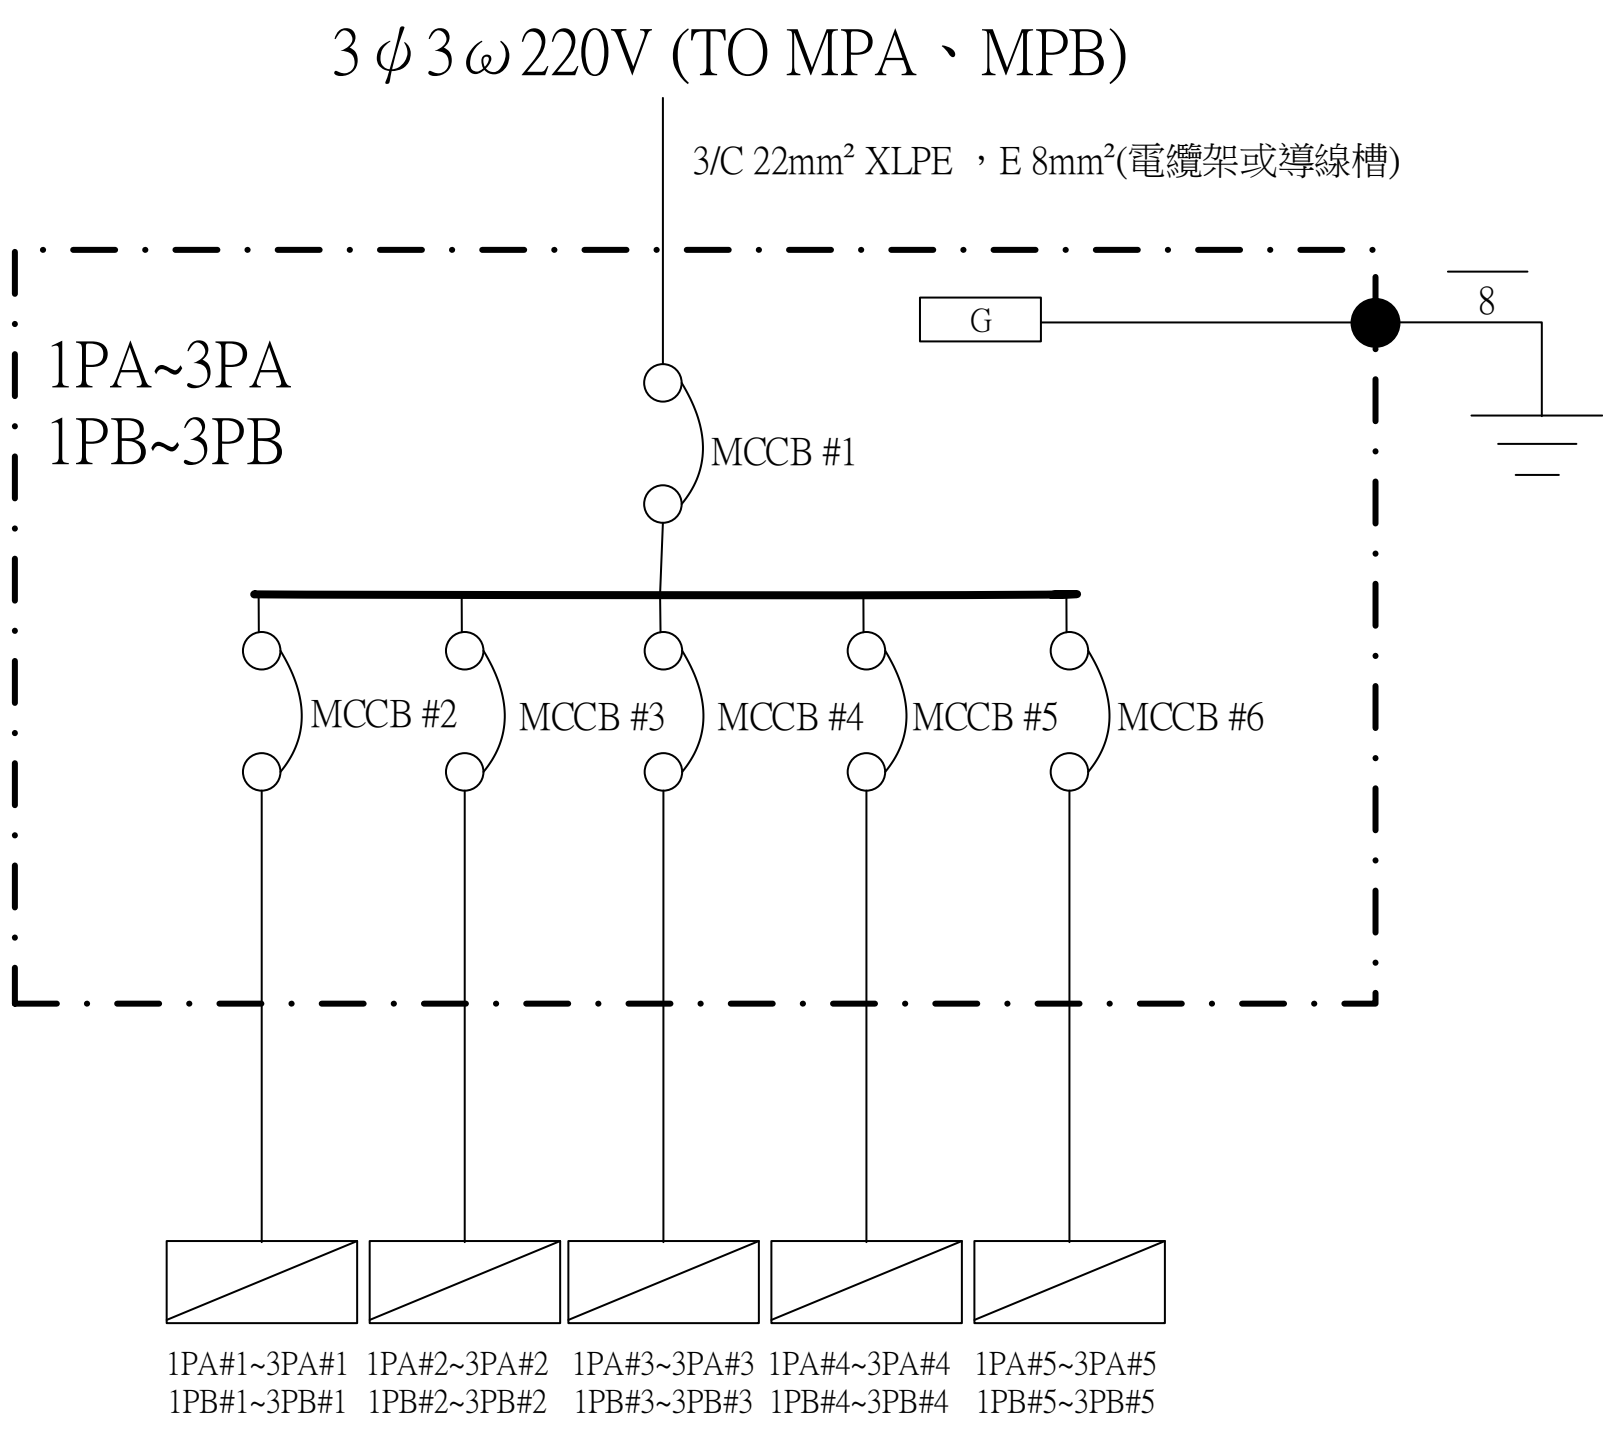 3ψ3ω220V (TO MPA、MPB)
3/C 22mm² XLPE ，E 8mm²(電纜架或導線槽)
8
G
1PA~3PA
1PB~3PB
MCCB #1
MCCB #2
MCCB #3
MCCB #4
MCCB #5
MCCB #6
1PA#1~3PA#1
1PB#1~3PB#1
1PA#2~3PA#2
1PB#2~3PB#2
1PA#3~3PA#3
1PB#3~3PB#3
1PA#4~3PA#4
1PB#4~3PB#4
1PA#5~3PA#5
1PB#5~3PB#5